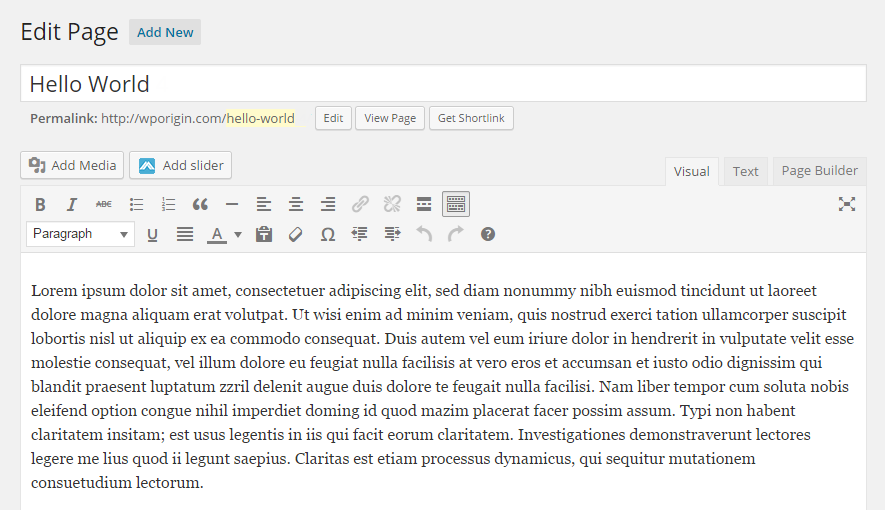 Edit Page Add New
Hello World
Permalink: http://wporigin.com/hello-world Edit View Page Get Shortlink
Add Media Add slider Visual Text Page Builder
B I ABC
Paragraph U A Ω ?
Lorem ipsum dolor sit amet, consectetuer adipiscing elit, sed diam nonummy nibh euismod tincidunt ut laoreet
dolore magna aliquam erat volutpat. Ut wisi enim ad minim veniam, quis nostrud exerci tation ullamcorper suscipit
lobortis nisl ut aliquip ex ea commodo consequat. Duis autem vel eum iriure dolor in hendrerit in vulputate velit esse
molestie consequat, vel illum dolore eu feugiat nulla facilisis at vero eros et accumsan et iusto odio dignissim qui
blandit praesent luptatum zzril delenit augue duis dolore te feugait nulla facilisi. Nam liber tempor cum soluta nobis
eleifend option congue nihil imperdiet doming id quod mazim placerat facer possim assum. Typi non habent
claritatem insitam; est usus legentis in iis qui facit eorum claritatem. Investigationes demonstraverunt lectores
legere me lius quod ii legunt saepius. Claritas est etiam processus dynamicus, qui sequitur mutationem
consuetudium lectorum.